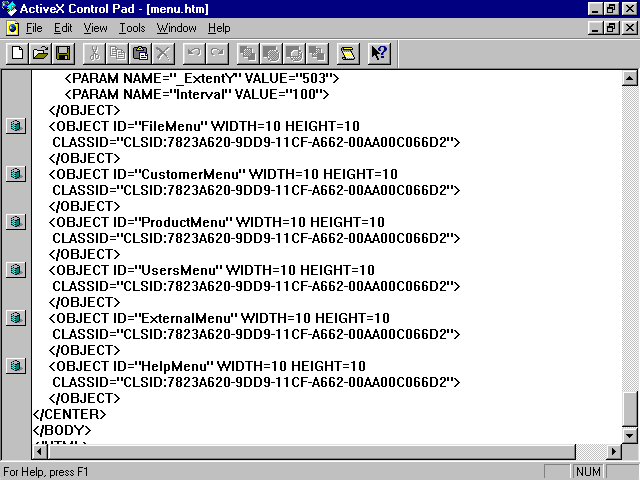 ActiveX Control Pad - [menu.htm]
File Edit View Tools Window Help
<PARAM NAME="_ExtentY" VALUE="503">
<PARAM NAME="Interval" VALUE="100">
</OBJECT>
<OBJECT ID="FileMenu" WIDTH=10 HEIGHT=10
CLASSID="CLSID:7823A620-9DD9-11CF-A662-00AA00C066D2">
</OBJECT>
<OBJECT ID="CustomerMenu" WIDTH=10 HEIGHT=10
CLASSID="CLSID:7823A620-9DD9-11CF-A662-00AA00C066D2">
</OBJECT>
<OBJECT ID="ProductMenu" WIDTH=10 HEIGHT=10
CLASSID="CLSID:7823A620-9DD9-11CF-A662-00AA00C066D2">
</OBJECT>
<OBJECT ID="UsersMenu" WIDTH=10 HEIGHT=10
CLASSID="CLSID:7823A620-9DD9-11CF-A662-00AA00C066D2">
</OBJECT>
<OBJECT ID="ExternalMenu" WIDTH=10 HEIGHT=10
CLASSID="CLSID:7823A620-9DD9-11CF-A662-00AA00C066D2">
</OBJECT>
<OBJECT ID="HelpMenu" WIDTH=10 HEIGHT=10
CLASSID="CLSID:7823A620-9DD9-11CF-A662-00AA00C066D2">
</OBJECT>
</CENTER>
</BODY>
</HTML>
For Help, press F1 NUM